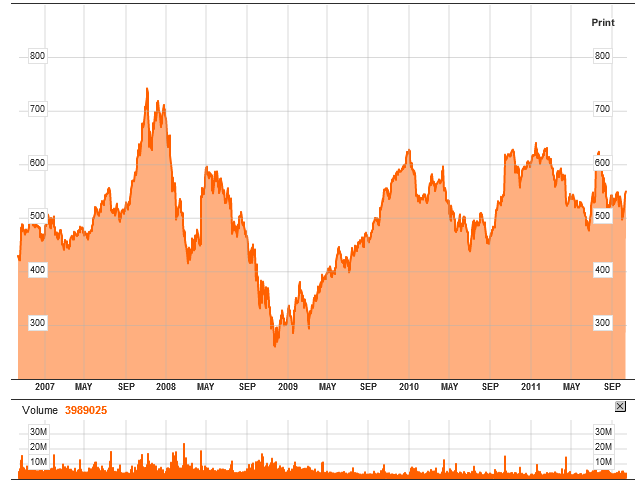 Print
800 800
700 700
600 600
500 500
400 400
300 300
2007 MAY SEP 2008 MAY SEP 2009 MAY SEP 2010 MAY SEP 2011 MAY SEP
Volume 3989025
30M 30M
20M 20M
10M 10M